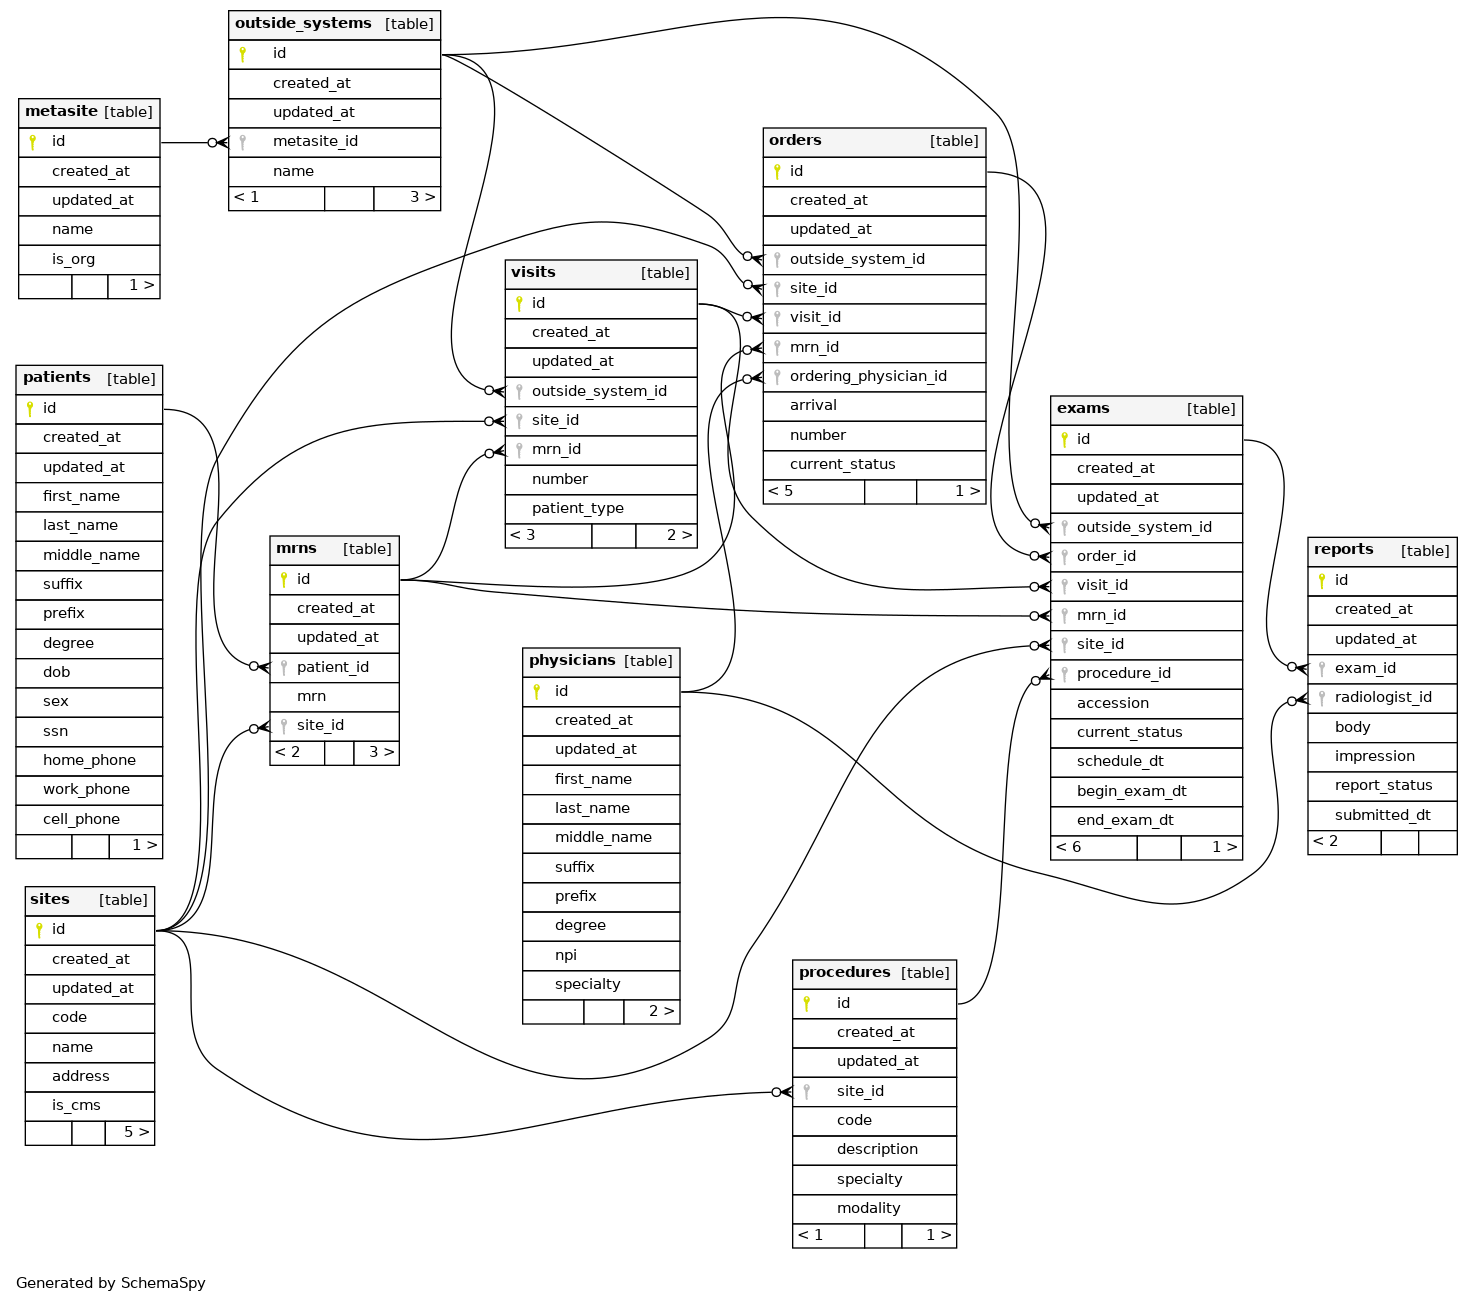 outside_systems [table]
id
created_at
updated_at
metasite_id
name
< 1 3 >
metasite [table]
id
created_at
updated_at
name
is_org
1 >
orders [table]
id
created_at
updated_at
outside_system_id
site_id
visit_id
mrn_id
ordering_physician_id
arrival
number
current_status
< 5 1 >
visits [table]
id
created_at
updated_at
outside_system_id
site_id
mrn_id
number
patient_type
< 3 2 >
patients [table]
id
created_at
updated_at
first_name
last_name
middle_name
suffix
prefix
degree
dob
sex
ssn
home_phone
work_phone
cell_phone
1 >
exams [table]
id
created_at
updated_at
outside_system_id
order_id
visit_id
mrn_id
site_id
procedure_id
accession
current_status
schedule_dt
begin_exam_dt
end_exam_dt
< 6 1 >
mrns [table]
id
created_at
updated_at
patient_id
mrn
site_id
< 2 3 >
reports [table]
id
created_at
updated_at
exam_id
radiologist_id
body
impression
report_status
submitted_dt
< 2
physicians [table]
id
created_at
updated_at
first_name
last_name
middle_name
suffix
prefix
degree
npi
specialty
2 >
sites [table]
id
created_at
updated_at
code
name
address
is_cms
5 >
procedures [table]
id
created_at
updated_at
site_id
code
description
specialty
modality
< 1 1 >
Generated by SchemaSpy